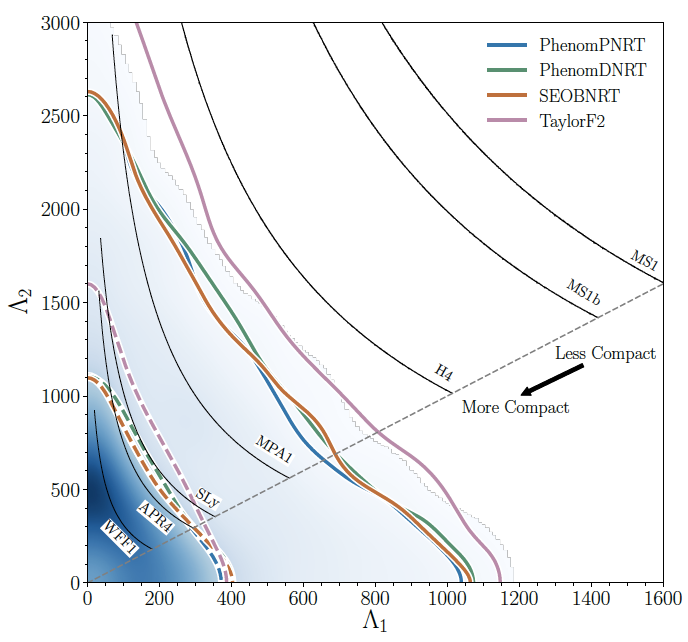 3000
2500
2000
1500
1000
500
0
Λ₂
PhenomPNRT
PhenomDNRT
SEOBNRT
TaylorF2
MS1
MS1b
H4
Less Compact
More Compact
MPA1
SLy
APR4
WFF1
0 200 400 600 800 1000 1200 1400 1600
Λ₁